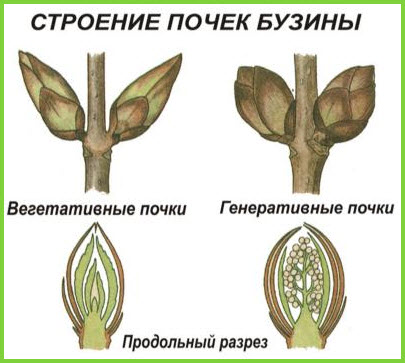 СТРОЕНИЕ ПОЧЕК БУЗИНЫ
Вегетативные почки
Генеративные почки
Продольный разрез